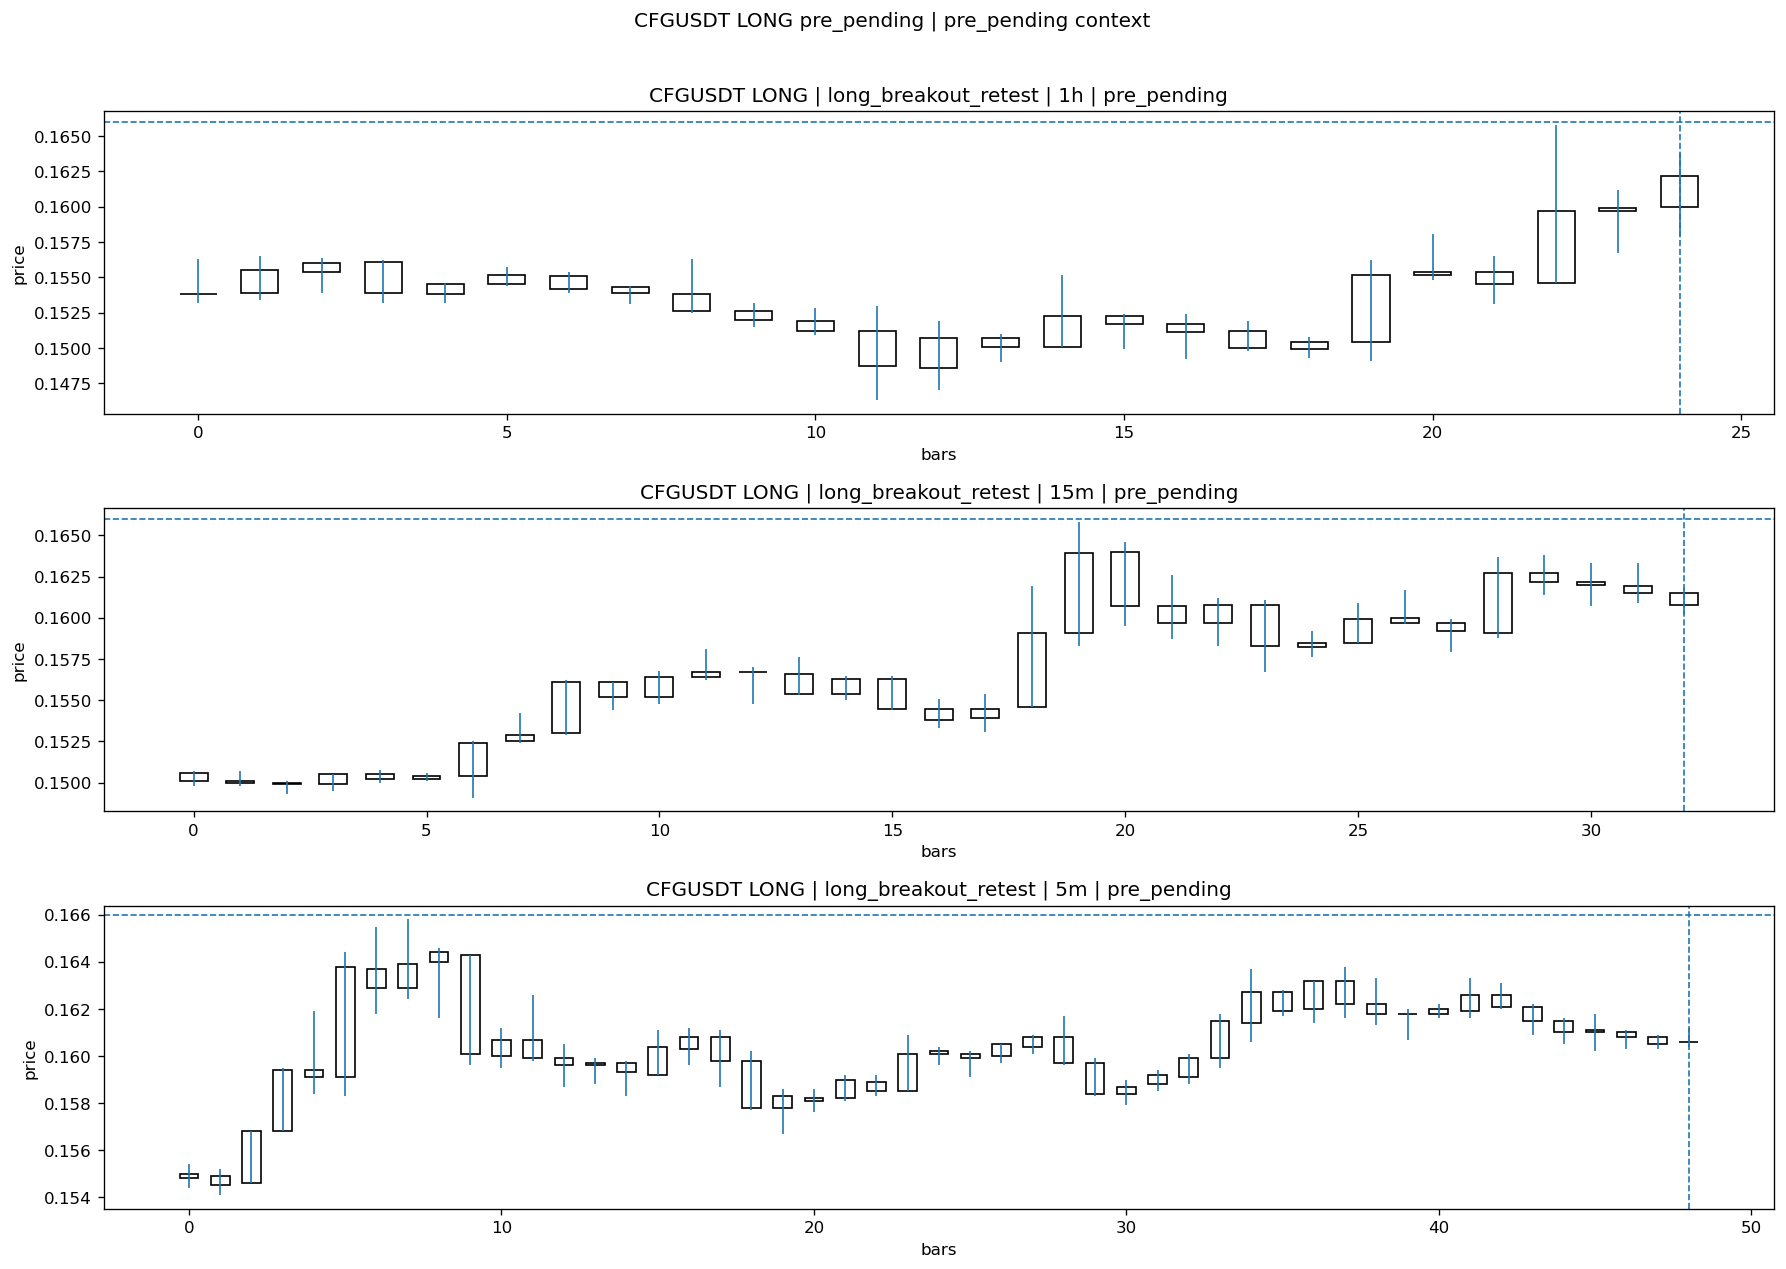 CFGUSDT LONG pre_pending | pre_pending context
CFGUSDT LONG | long_breakout_retest | 1h | pre_pending
price
0.1650
0.1625
0.1600
0.1575
0.1550
0.1525
0.1500
0.1475
0 5 10 15 20 25
bars
CFGUSDT LONG | long_breakout_retest | 15m | pre_pending
price
0.1650
0.1625
0.1600
0.1575
0.1550
0.1525
0.1500
0 5 10 15 20 25 30
bars
CFGUSDT LONG | long_breakout_retest | 5m | pre_pending
price
0.166
0.164
0.162
0.160
0.158
0.156
0.154
0 10 20 30 40 50
bars